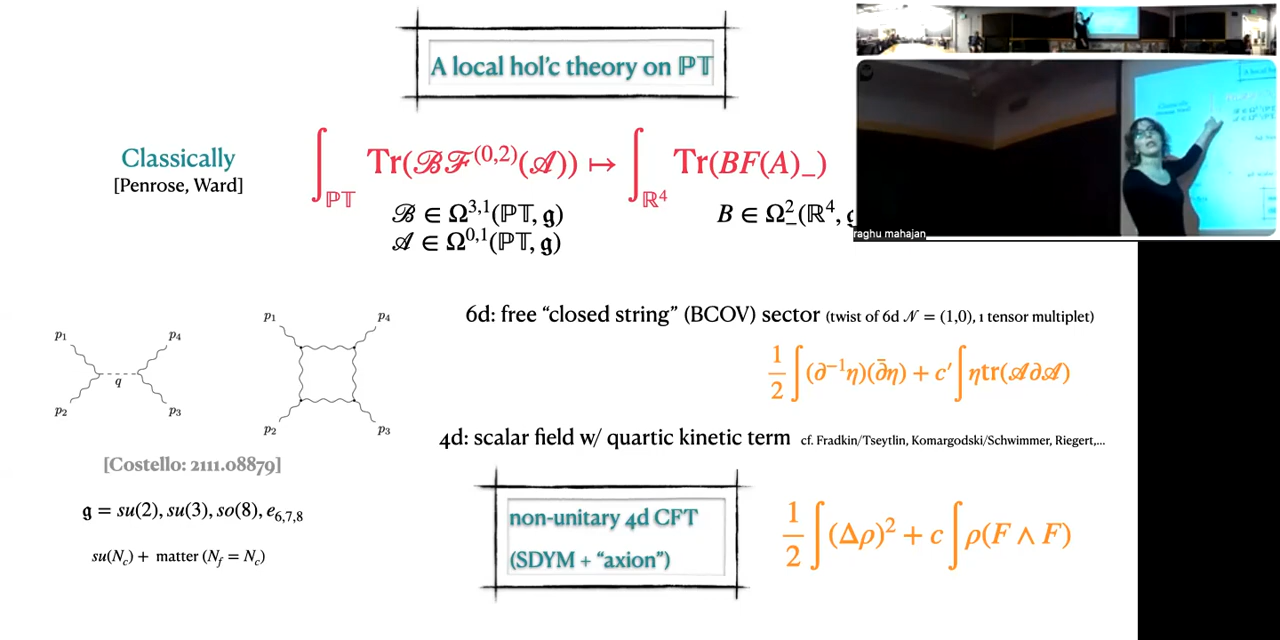 A local hol'c theory on ℙ𝕋
Classically
[Penrose, Ward]
∫_ℙ𝕋 Tr(ℬℱ^(0,2)(𝒜)) ↦ ∫_ℝ⁴ Tr(BF(A)_−)
ℬ ∈ Ω^{3,1}(ℙ𝕋, 𝔤)
B ∈ Ω²_−(ℝ⁴,
𝒜 ∈ Ω^{0,1}(ℙ𝕋, 𝔤)
raghu mahajan
6d: free “closed string” (BCOV) sector (twist of 6d 𝒩 = (1,0), 1 tensor multiplet)
1/2 ∫(∂^{-1}η)(∂̄η) + c′ ∫ηtr(𝒜∂𝒜)
p₁ p₄ q p₂ p₃
p₁ p₄ p₂ p₃
4d: scalar field w/ quartic kinetic term cf. Fradkin/Tseytlin, Komargodski/Schwimmer, Riegert,...
[Costello: 2111.08879]
𝔤 = su(2), su(3), so(8), e_{6,7,8}
su(N_c) + matter (N_f = N_c)
non-unitary 4d CFT
(SDYM + “axion”)
1/2 ∫(Δρ)² + c ∫ρ(F ∧ F)